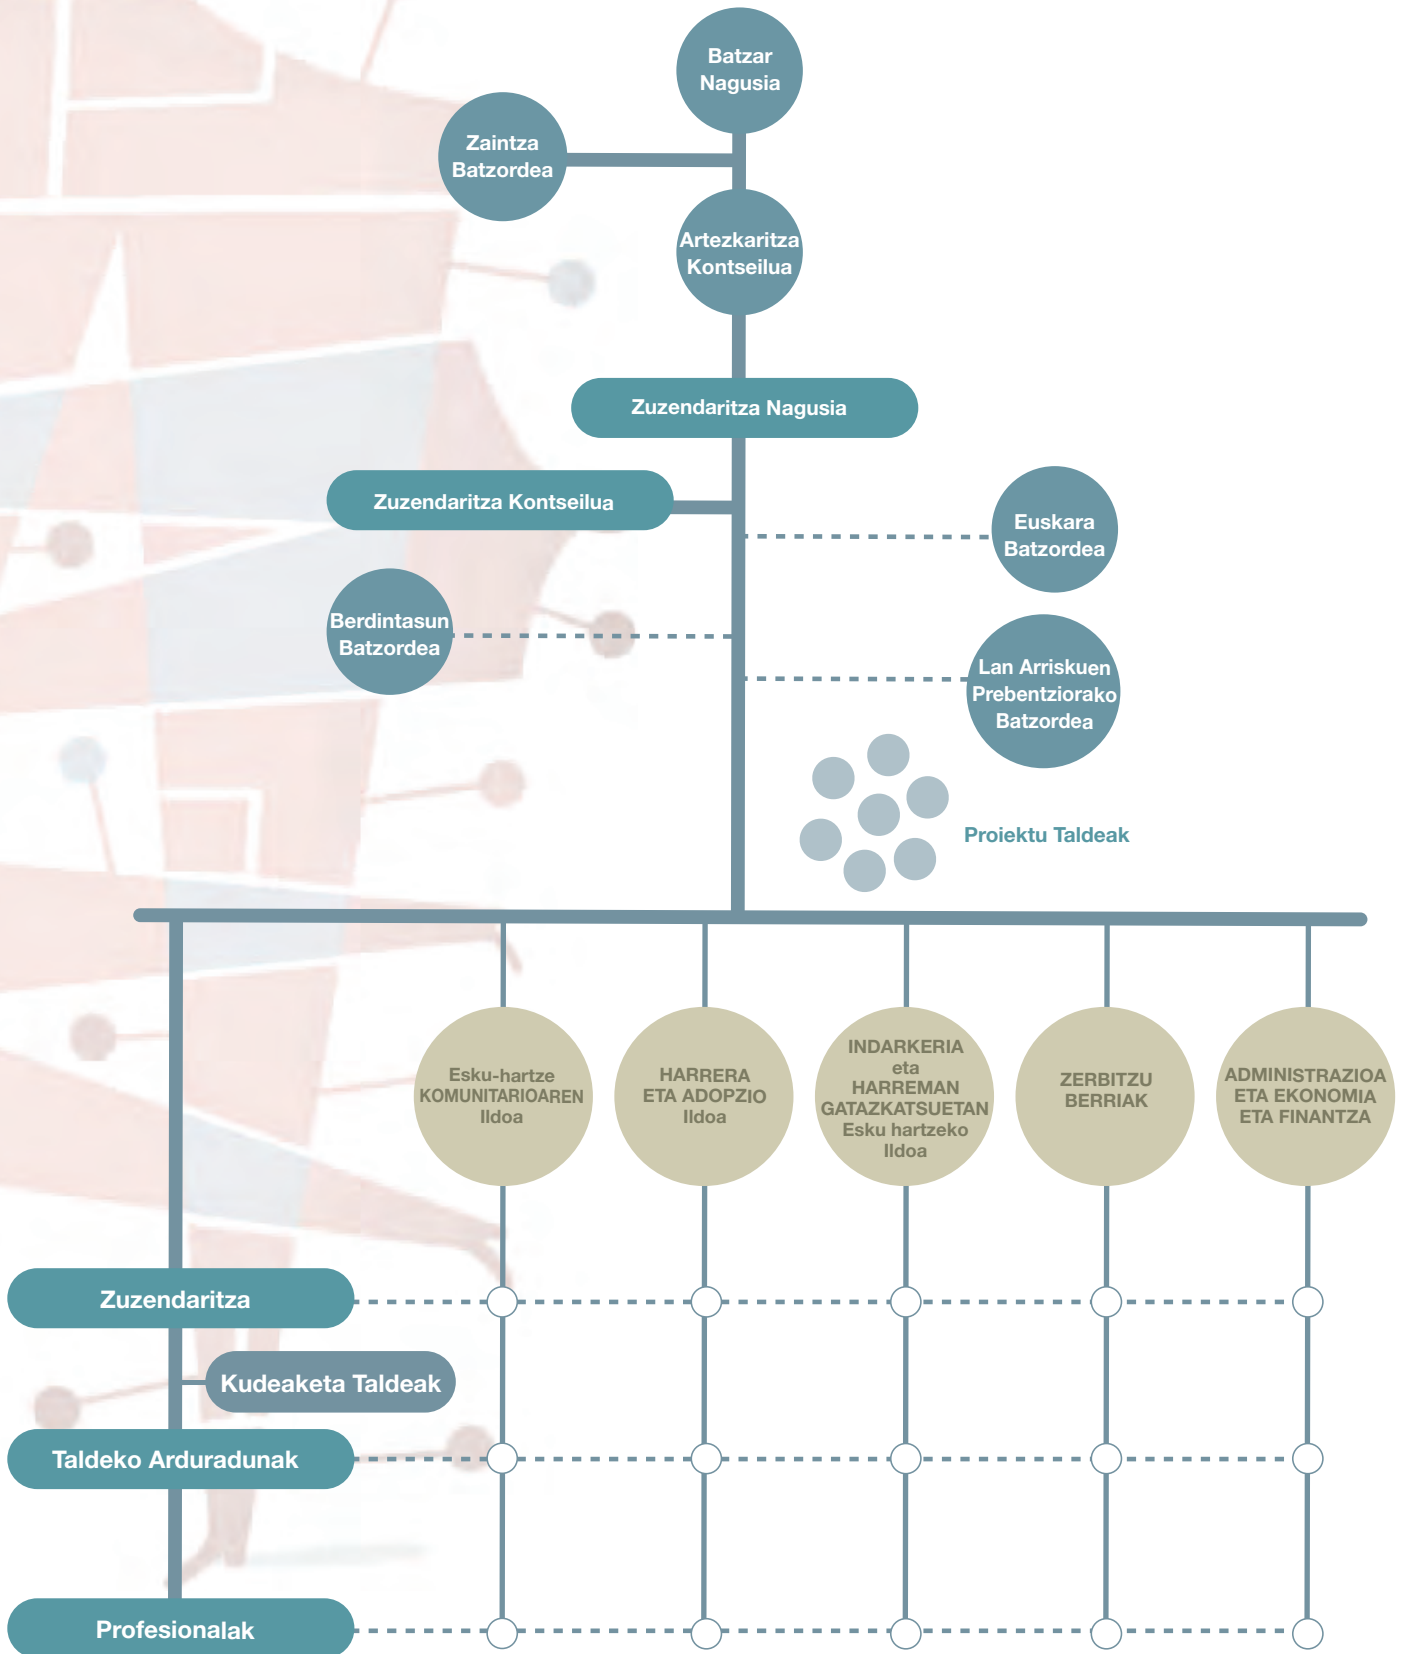 Batzar
Nagusia
Zaintza
Batzordea
Artezkaritza
Kontseilua
Zuzendaritza Nagusia
Zuzendaritza Kontseilua
Euskara
Batzordea
Berdintasun
Batzordea
Lan Arriskuen
Prebentziorako
Batzordea
Proiektu Taldeak
Esku-hartze
KOMUNITARIOAREN
Ildoa
HARRERA
ETA ADOPZIO
Ildoa
INDARKERIA
eta
HARREMAN
GATAZKATSUETAN
Esku hartzeko
Ildoa
ZERBITZU
BERRIAK
ADMINISTRAZIOA
ETA EKONOMIA
ETA FINANTZA
Zuzendaritza
Kudeaketa Taldeak
Taldeko Arduradunak
Profesionalak